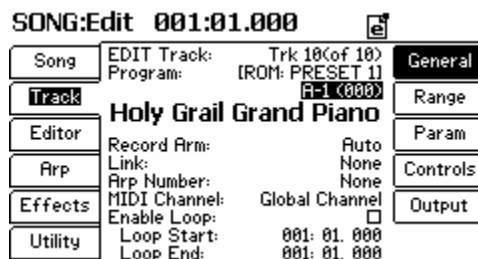 SONG:Edit 001:01.000 e
Song
Track
Editor
Arp
Effects
Utility
EDIT Track: Trk 10(of 10)
Program: [ROM: PRESET 1]
A-1 (000)
Holy Grail Grand Piano
Record Arm: Auto
Link: None
Arp Number: None
MIDI Channel: Global Channel
Enable Loop:
Loop Start: 001: 01. 000
Loop End: 001: 01. 000
General
Range
Param
Controls
Output